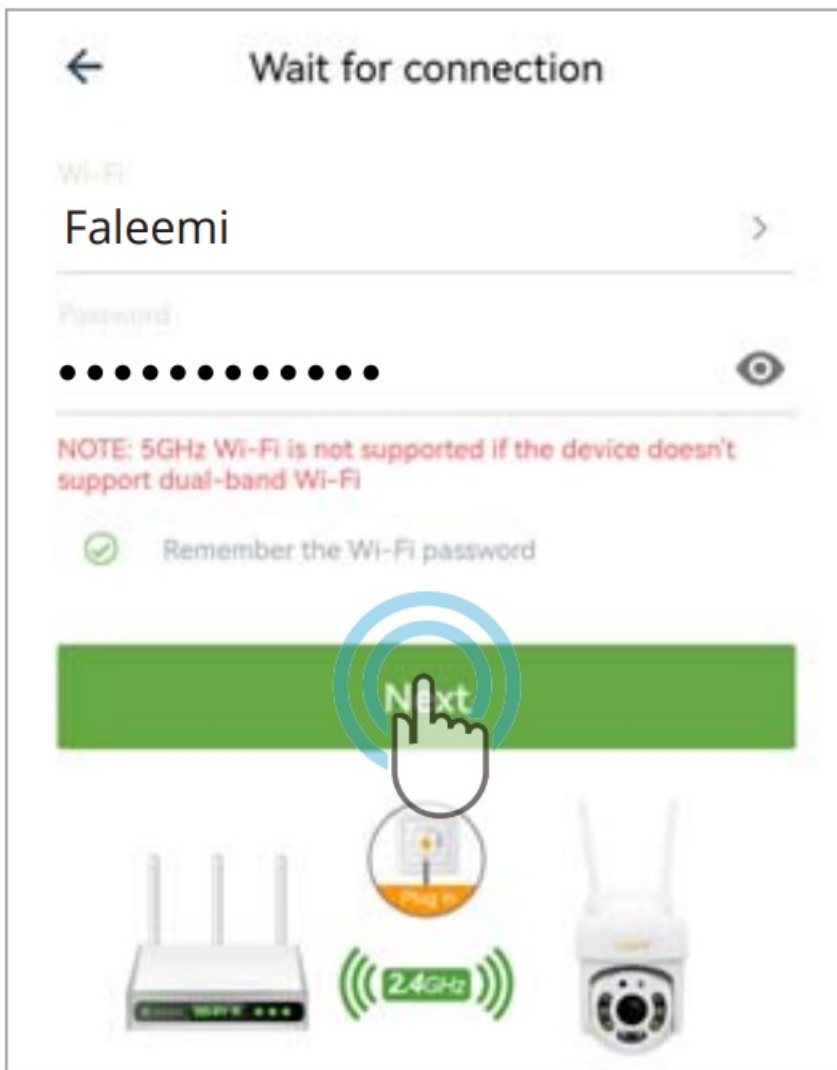 Wait for connection
Wi-Fi
Faleemi
Password
NOTE: 5GHz Wi-Fi is not supported if the device doesn't
support dual-band Wi-Fi
Remember the Wi-Fi password
Next
Plug in
2.4GHz